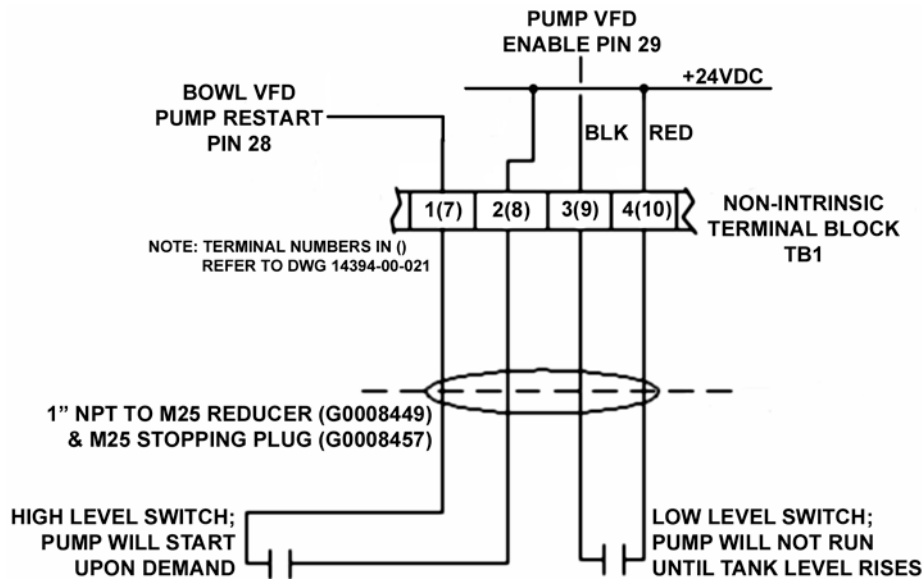 PUMP VFD
ENABLE PIN 29
+24VDC
BOWL VFD
PUMP RESTART
PIN 28
BLK
RED
1(7)
2(8)
3(9)
4(10)
NON-INTRINSIC
TERMINAL BLOCK
TB1
NOTE: TERMINAL NUMBERS IN ()
REFER TO DWG 14394-00-021
1” NPT TO M25 REDUCER (G0008449)
& M25 STOPPING PLUG (G0008457)
HIGH LEVEL SWITCH;
PUMP WILL START
UPON DEMAND
LOW LEVEL SWITCH;
PUMP WILL NOT RUN
UNTIL TANK LEVEL RISES